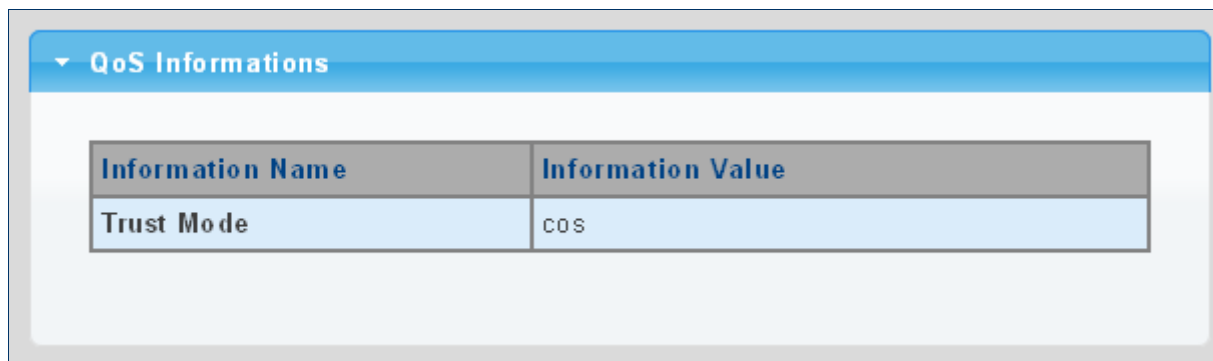 QoS Informations
Information Name Information Value
Trust Mode cos